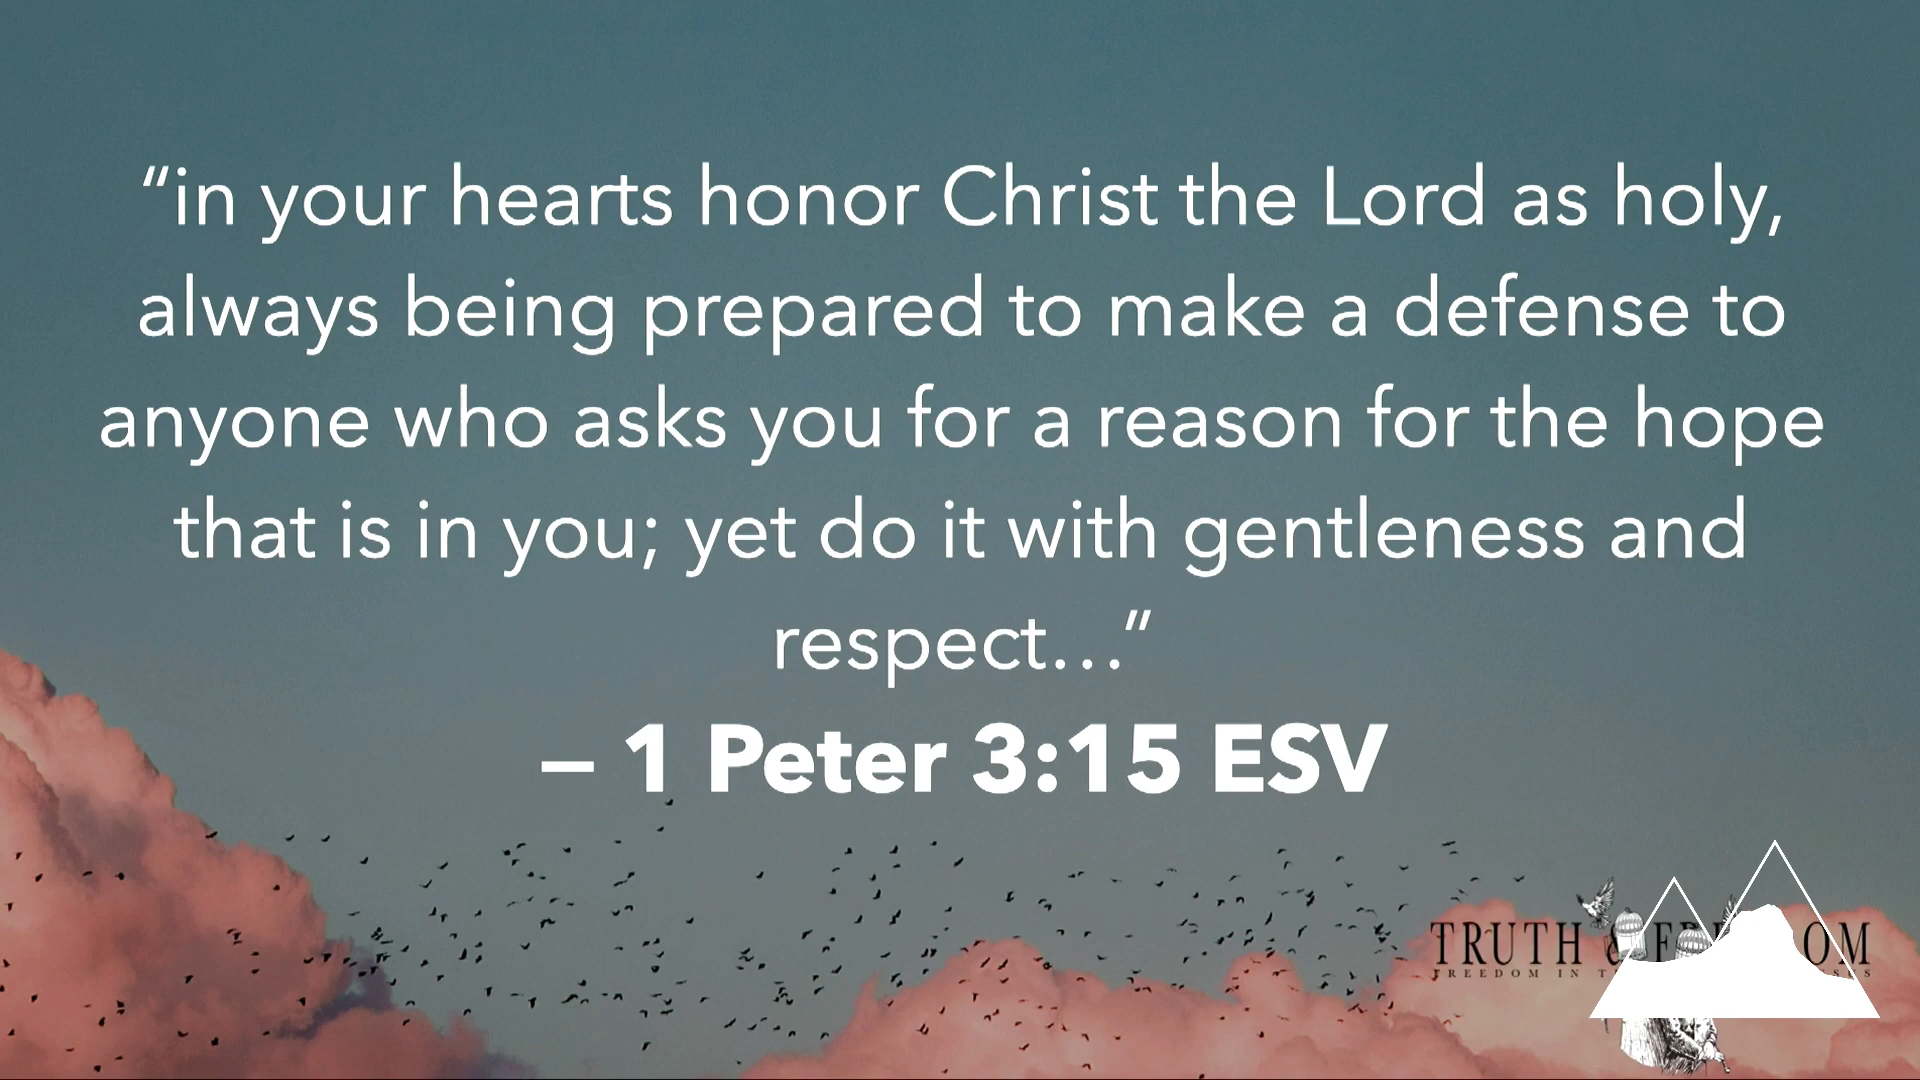 “in your hearts honor Christ the Lord as holy,
always being prepared to make a defense to
anyone who asks you for a reason for the hope
that is in you; yet do it with gentleness and
respect…”
– 1 Peter 3:15 ESV
TRUTH &
FREEDOM IN